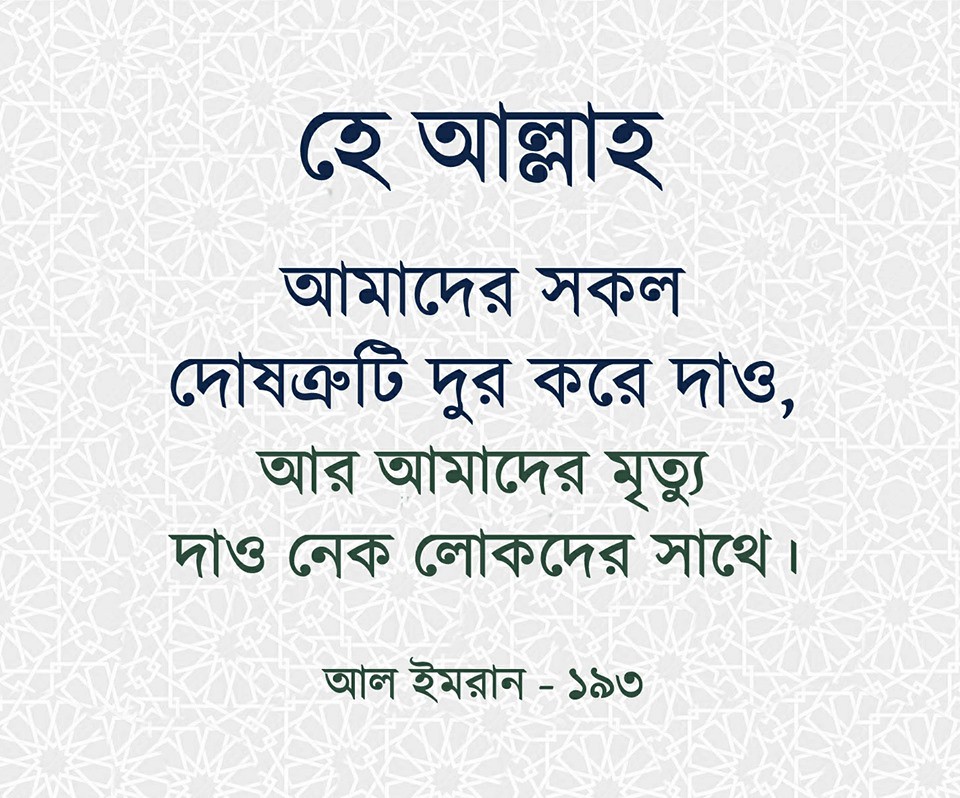 হে আল্লাহ
আমাদের সকল
দোষত্রুটি দুর করে দাও,
আর আমাদের মৃত্যু
দাও নেক লোকদের সাথে।
আল ইমরান - ১৯৩